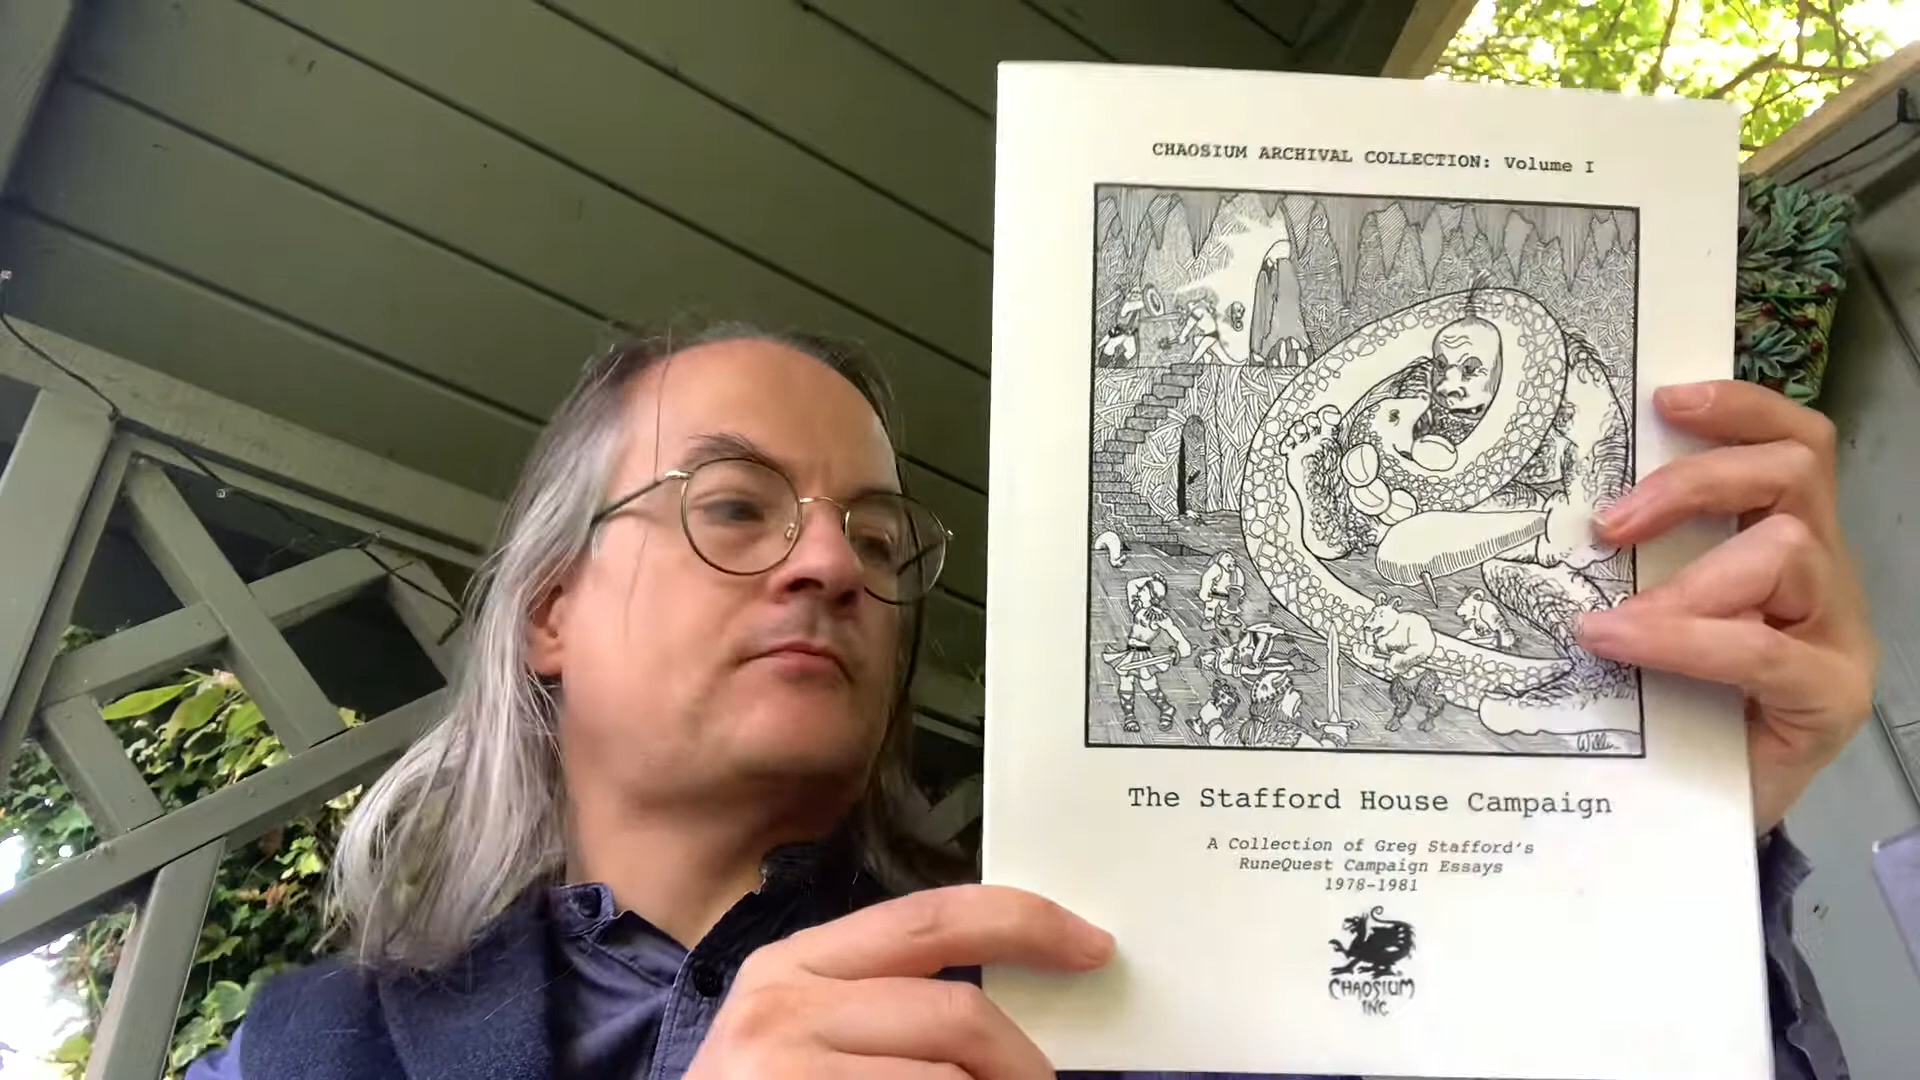 CHAOSIUM ARCHIVAL COLLECTION: Volume I
Willis
The Stafford House Campaign
A Collection of Greg Stafford's
RuneQuest Campaign Essays
1978-1981
CHAOSIUM
INC